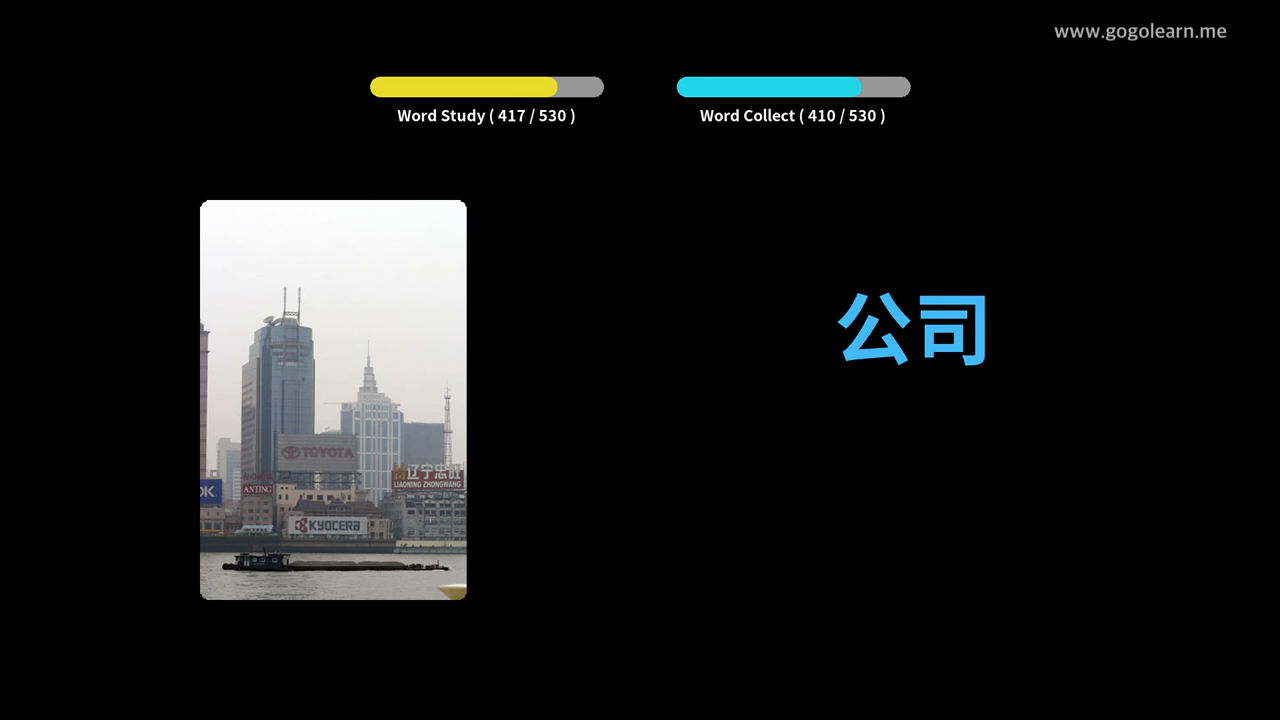 www.gogolearn.me
Word Study ( 417 / 530 )
Word Collect ( 410 / 530 )
公司
TOYOTA
辽宁忠旺
LIAONING ZHONGWANG
OK
ANTING
KYOCERA